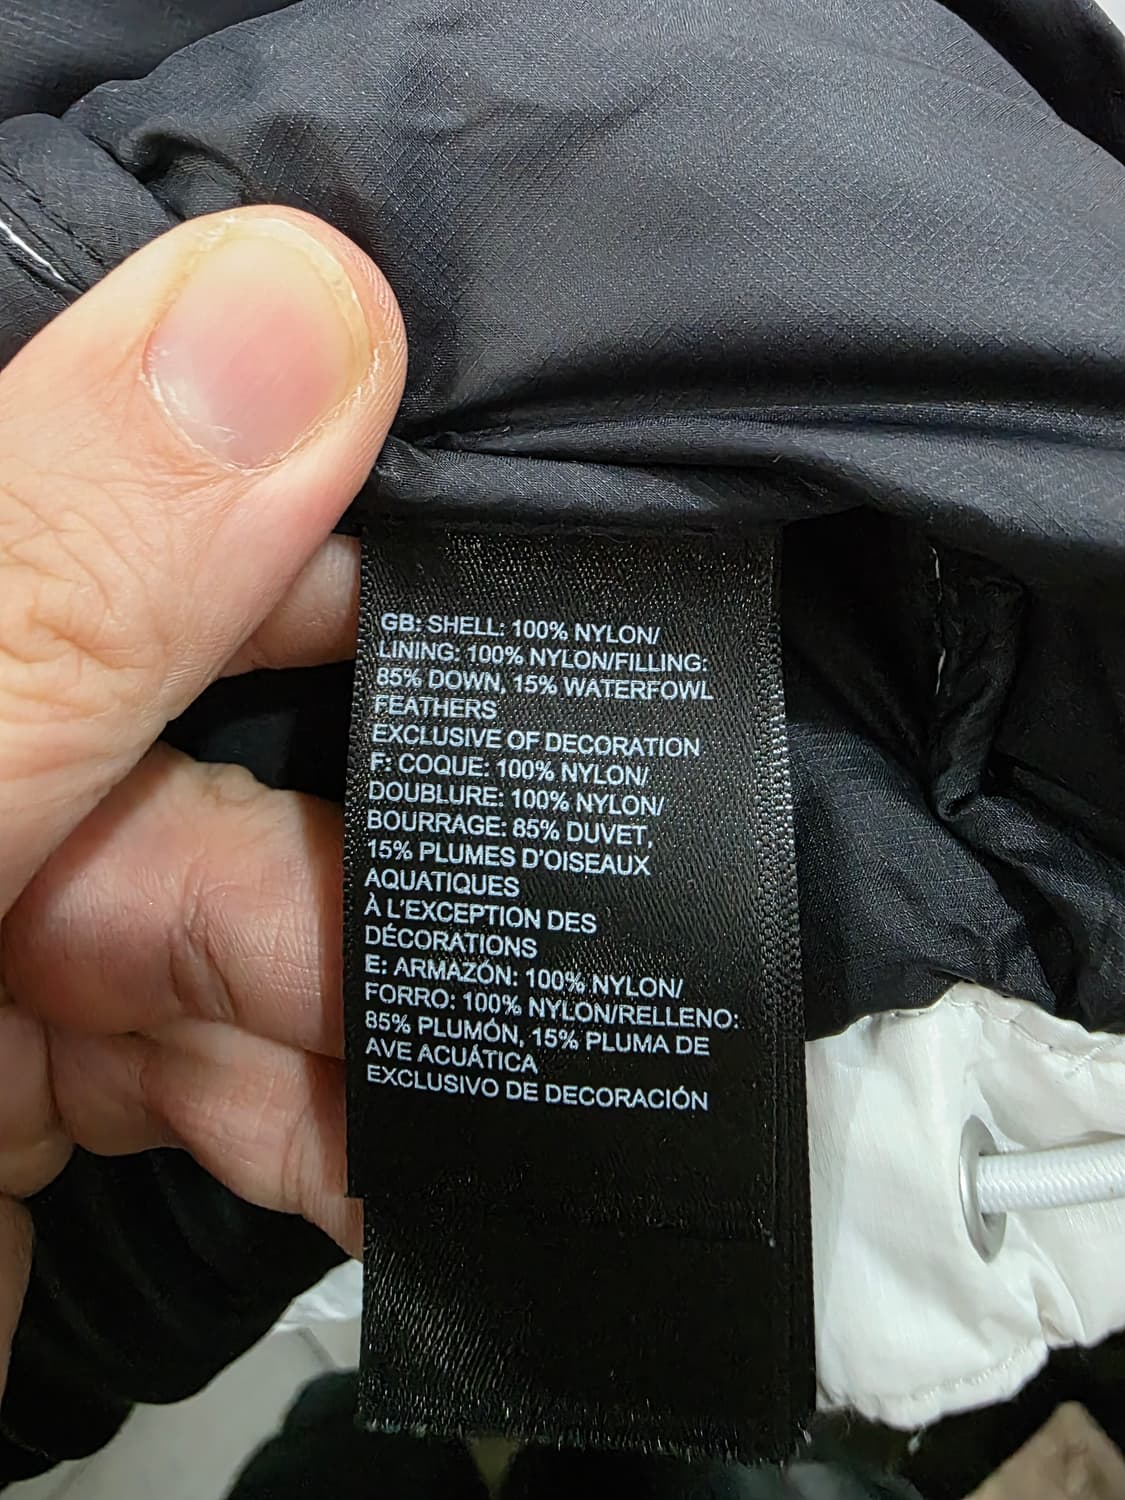 GB: SHELL: 100% NYLON/
LINING: 100% NYLON/FILLING:
85% DOWN, 15% WATERFOWL
FEATHERS
EXCLUSIVE OF DECORATION
F: COQUE: 100% NYLON/
DOUBLURE: 100% NYLON/
BOURRAGE: 85% DUVET,
15% PLUMES D'OISEAUX
AQUATIQUES
À L'EXCEPTION DES
DÉCORATIONS
E: ARMAZÓN: 100% NYLON/
FORRO: 100% NYLON/RELLENO:
85% PLUMÓN, 15% PLUMA DE
AVE ACUÁTICA
EXCLUSIVO DE DECORACIÓN